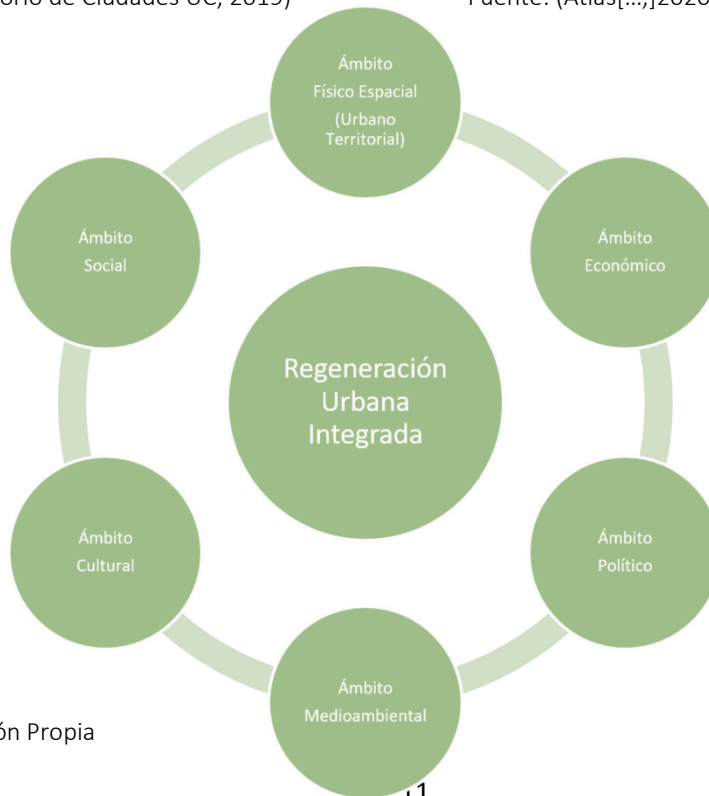 orio de Ciudades UC, 2019)
Fuente: (Atlas[...,]2020
Ámbito
Físico Espacial
(Urbano
Territorial)
Ámbito
Económico
Ámbito
Político
Ámbito
Medioambiental
Ámbito
Cultural
Ámbito
Social
Regeneración
Urbana
Integrada
ón Propia